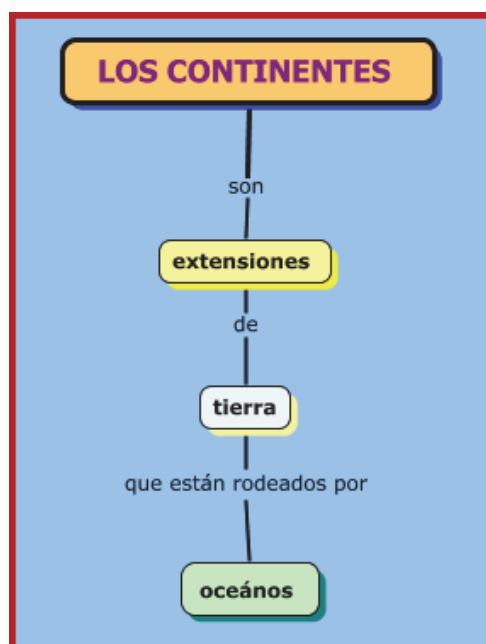 LOS CONTINENTES
son
extensiones
de
tierra
que están rodeados por
oceános